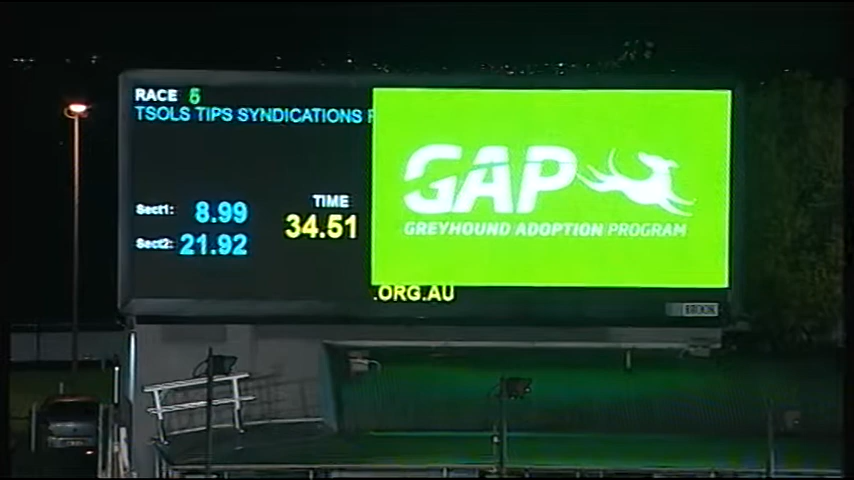 RACE 5
TSOLS TIPS SYNDICATIONS
Sect1: 8.99
TIME
34.51
Sect2: 21.92
GAP
GREYHOUND ADOPTION PROGRAM
.ORG.AU